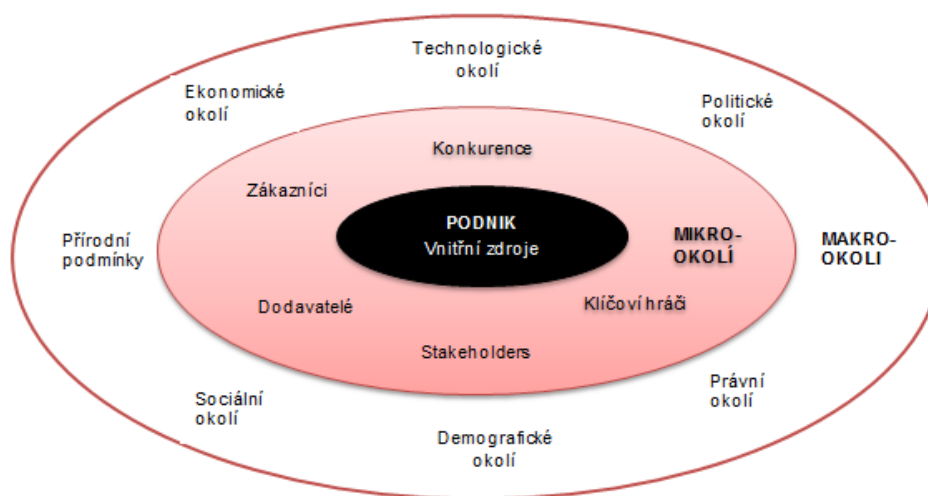 Technologické
okolí
Ekonomické
okolí
Politické
okolí
Konkurence
Zákazníci
PODNIK
Vnitřní zdroje
MIKRO-
OKOLÍ
MAKRO-
OKOLI
Přírodní
podmínky
Dodavatelé
Klíčoví hráči
Stakeholders
Sociální
okolí
Právní
okolí
Demografické
okolí